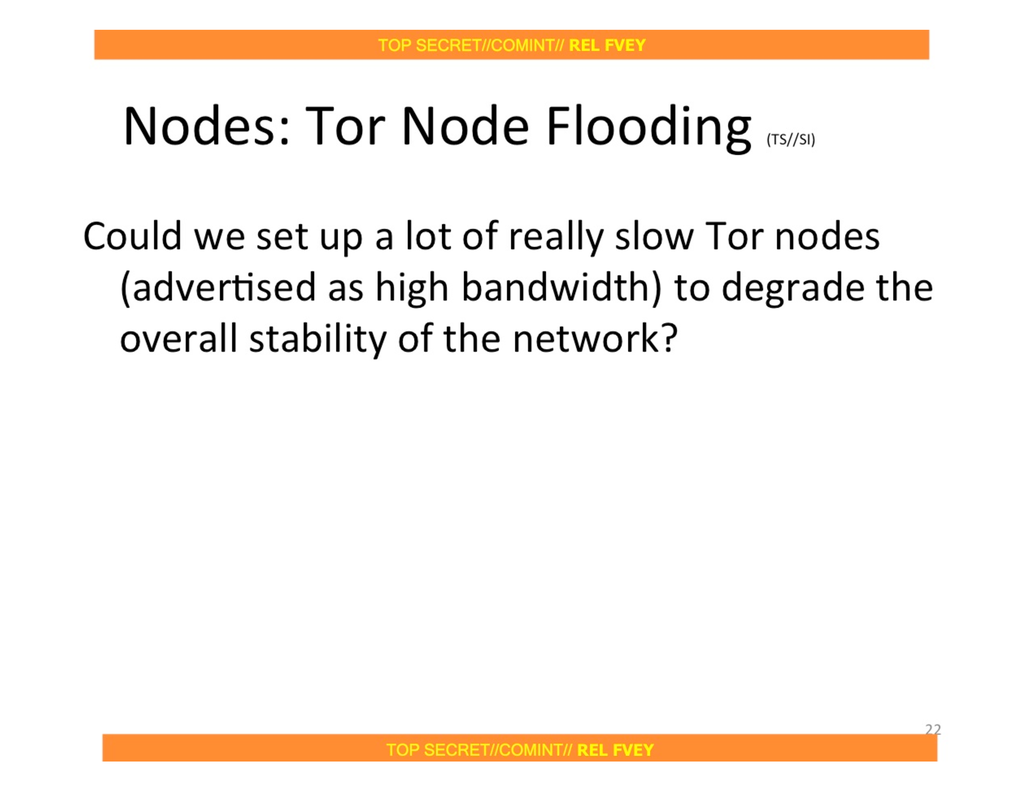 TOP SECRET//COMINT// REL FVEY
Nodes: Tor Node Flooding (TS//SI)
Could we set up a lot of really slow Tor nodes
(advertised as high bandwidth) to degrade the
overall stability of the network?
22
TOP SECRET//COMINT// REL FVEY